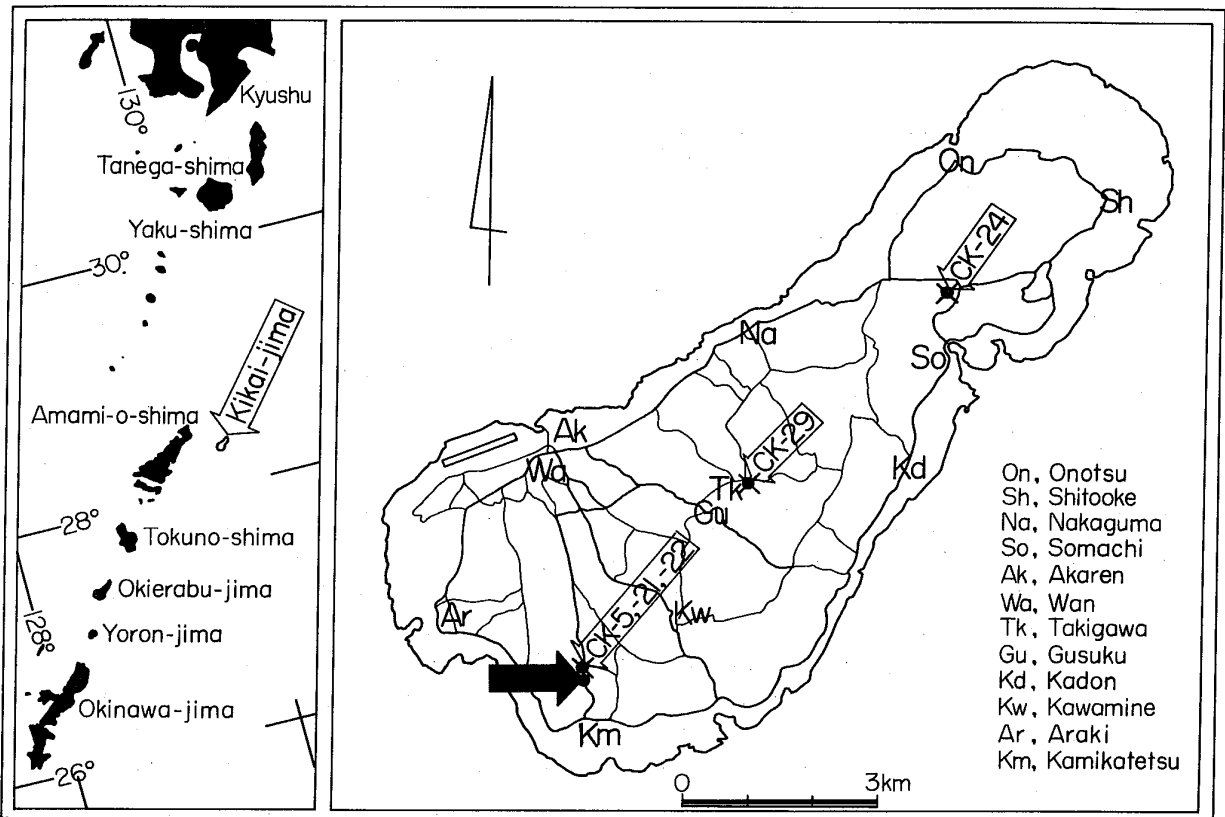 Kyushu
130°
Tanega-shima
Yaku-shima
30°
Kikai-jima
Amami-o-shima
28°
Tokuno-shima
Okierabu-jima
128°
Yoron-jima
Okinawa-jima
26°
On
Sh
CK-24
Na
So
Ak
CK-29
Wa
Tk
Kd
Gu
CK-5,-21,-22
Ar
Kw
Km
On, Onotsu
Sh, Shitooke
Na, Nakaguma
So, Somachi
Ak, Akaren
Wa, Wan
Tk, Takigawa
Gu, Gusuku
Kd, Kadon
Kw, Kawamine
Ar, Araki
Km, Kamikatetsu
0 3km